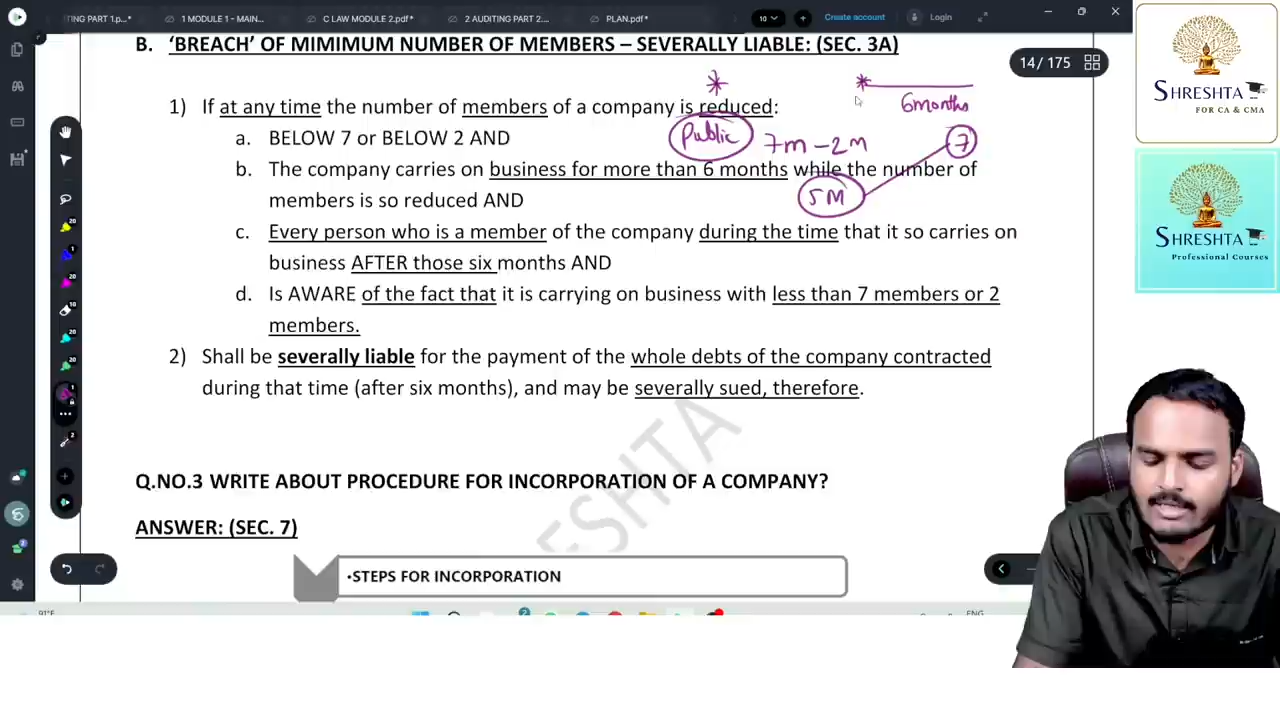 TING PART 1.p...*
1 MODULE 1 - MAIN...
C LAW MODULE 2.pdf*
2 AUDITING PART 2....
PLAN.pdf*
10
Create account
Login
B. ‘BREACH’ OF MIMIMUM NUMBER OF MEMBERS – SEVERALLY LIABLE: (SEC. 3A)
14 / 175
6months
1) If at any time the number of members of a company is reduced:
Public 7m - 2M 7
a. BELOW 7 or BELOW 2 AND
b. The company carries on business for more than 6 months while the number of
members is so reduced AND
5M
c. Every person who is a member of the company during the time that it so carries on
business AFTER those six months AND
d. Is AWARE of the fact that it is carrying on business with less than 7 members or 2
members.
2) Shall be severally liable for the payment of the whole debts of the company contracted
during that time (after six months), and may be severally sued, therefore.
Q.NO.3 WRITE ABOUT PROCEDURE FOR INCORPORATION OF A COMPANY?
ANSWER: (SEC. 7)
•STEPS FOR INCORPORATION
91°F
ENG
SHRESHTA
FOR CA & CMA
SHRESHTA
Professional Courses